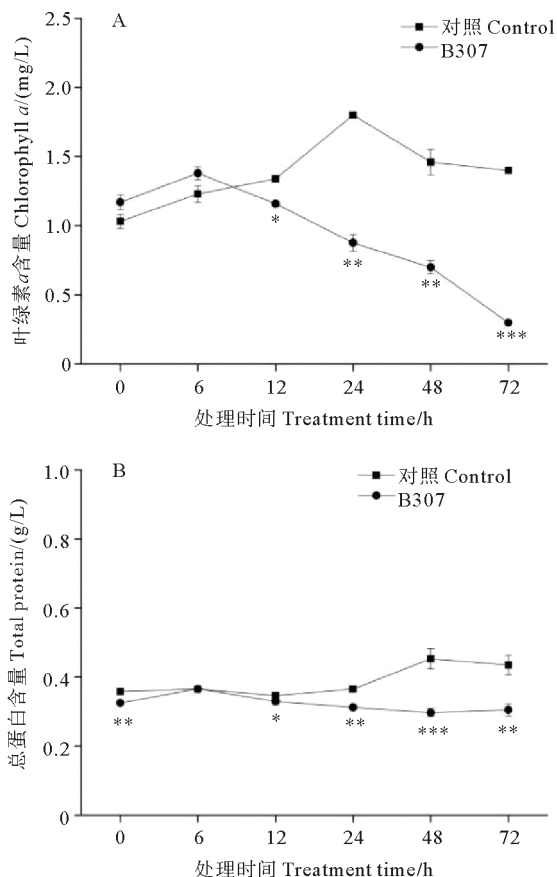 A
对照 Control
B307
叶绿素a含量 Chlorophyll a/(mg/L)
2.5
2.0
1.5
1.0
0.5
0
*
**
**
***
0 6 12 24 48 72
处理时间 Treatment time/h
B
对照 Control
B307
总蛋白含量 Total protein/(g/L)
1.0
0.8
0.6
0.4
0.2
0
**
*
**
***
**
0 6 12 24 48 72
处理时间 Treatment time/h